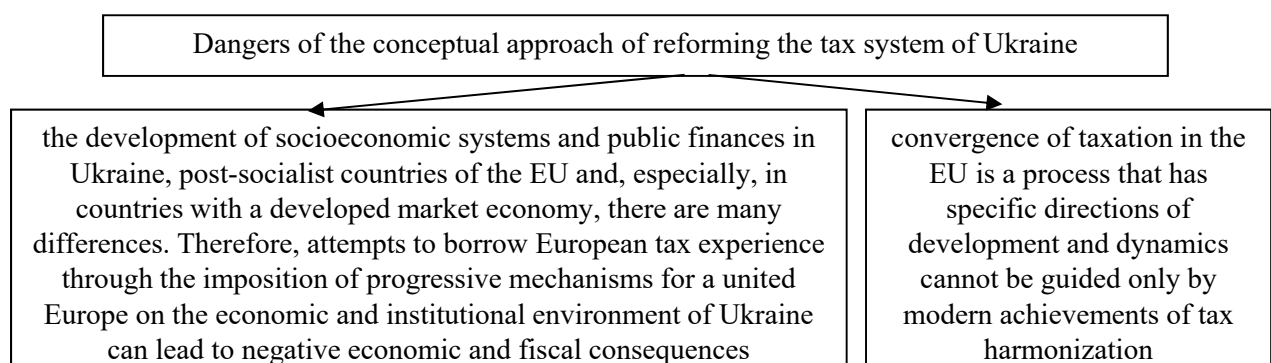 Dangers of the conceptual approach of reforming the tax system of Ukraine
the development of socioeconomic systems and public finances in
Ukraine, post-socialist countries of the EU and, especially, in
countries with a developed market economy, there are many
differences. Therefore, attempts to borrow European tax experience
through the imposition of progressive mechanisms for a united
Europe on the economic and institutional environment of Ukraine
can lead to negative economic and fiscal consequences
convergence of taxation in the
EU is a process that has
specific directions of
development and dynamics
cannot be guided only by
modern achievements of tax
harmonization